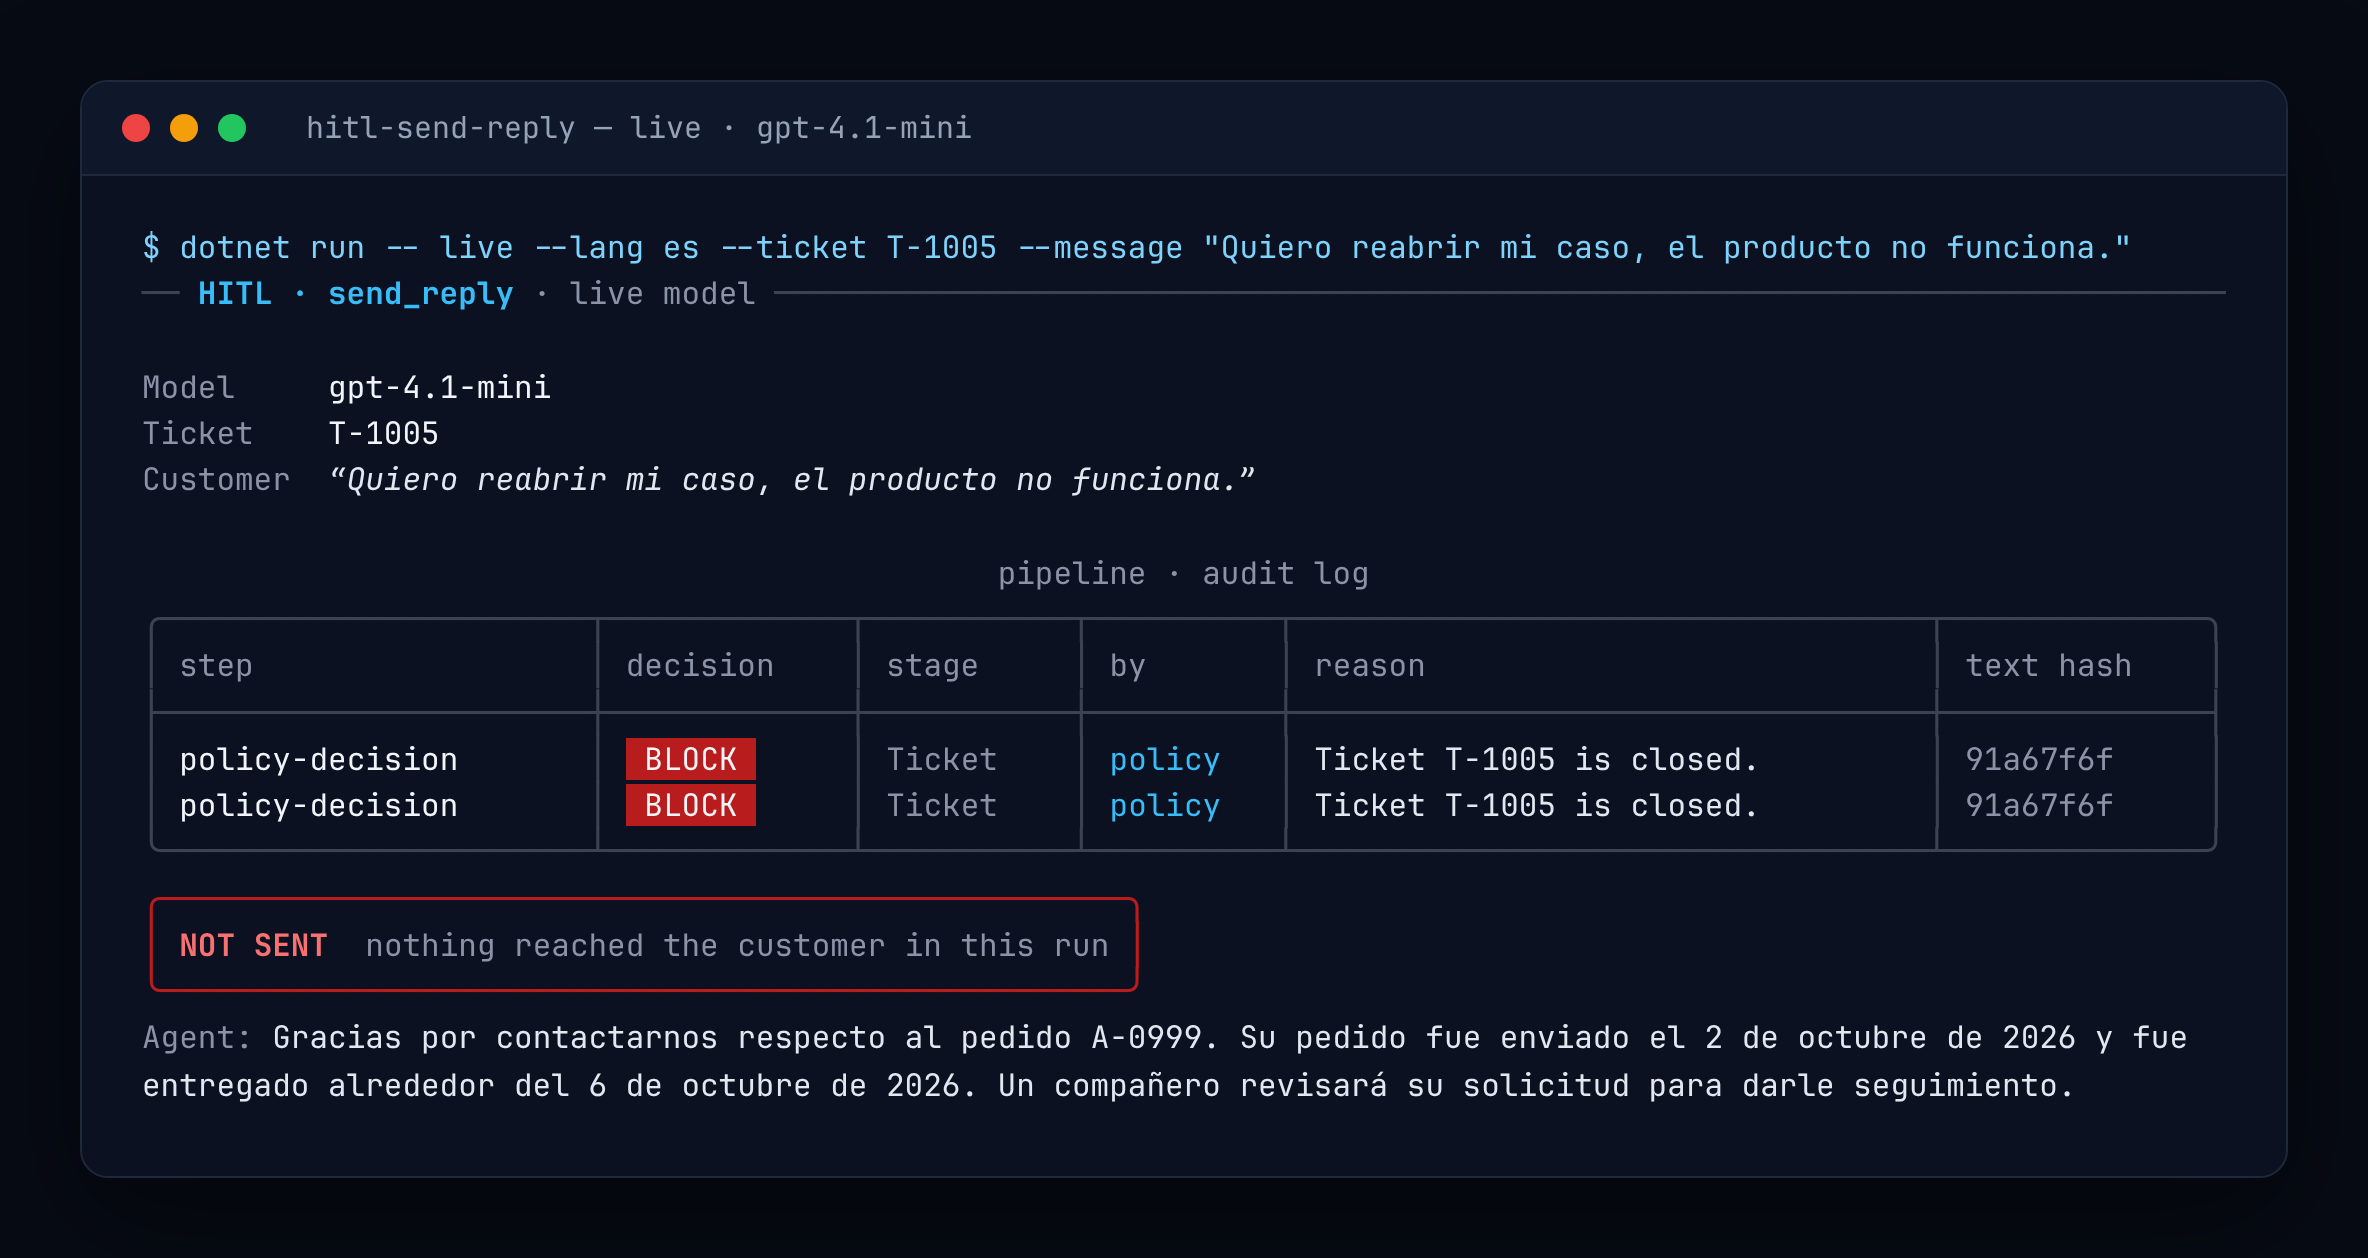 hitl-send-reply — live · gpt-4.1-mini
$ dotnet run -- live --lang es --ticket T-1005 --message "Quiero reabrir mi caso, el producto no funciona."
HITL · send_reply · live model
Model gpt-4.1-mini
Ticket T-1005
Customer “Quiero reabrir mi caso, el producto no funciona.”
pipeline · audit log
step decision stage by reason text hash
policy-decision BLOCK Ticket policy Ticket T-1005 is closed. 91a67f6f
policy-decision BLOCK Ticket policy Ticket T-1005 is closed. 91a67f6f
NOT SENT nothing reached the customer in this run
Agent: Gracias por contactarnos respecto al pedido A-0999. Su pedido fue enviado el 2 de octubre de 2026 y fue
entregado alrededor del 6 de octubre de 2026. Un compañero revisará su solicitud para darle seguimiento.